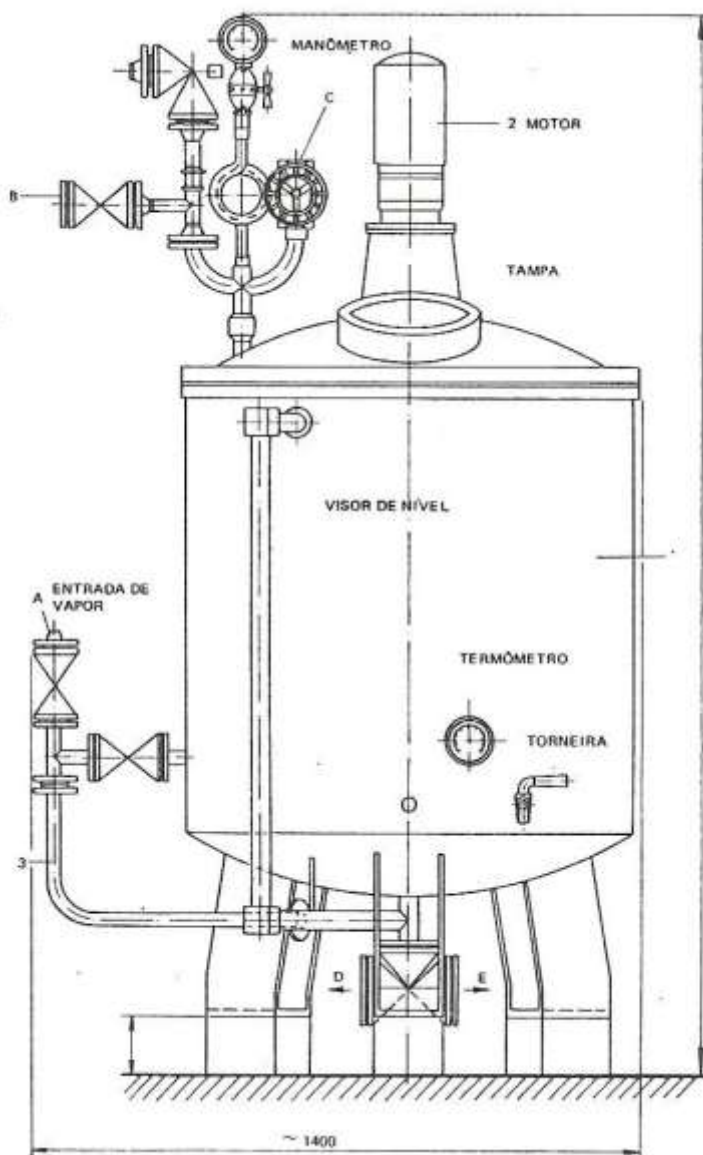 MANÔMETRO
C
2 MOTOR
B
TAMPA
VISOR DE NÍVEL
A ENTRADA DE
VAPOR
TERMÔMETRO
TORNEIRA
3
D
E
~ 1400